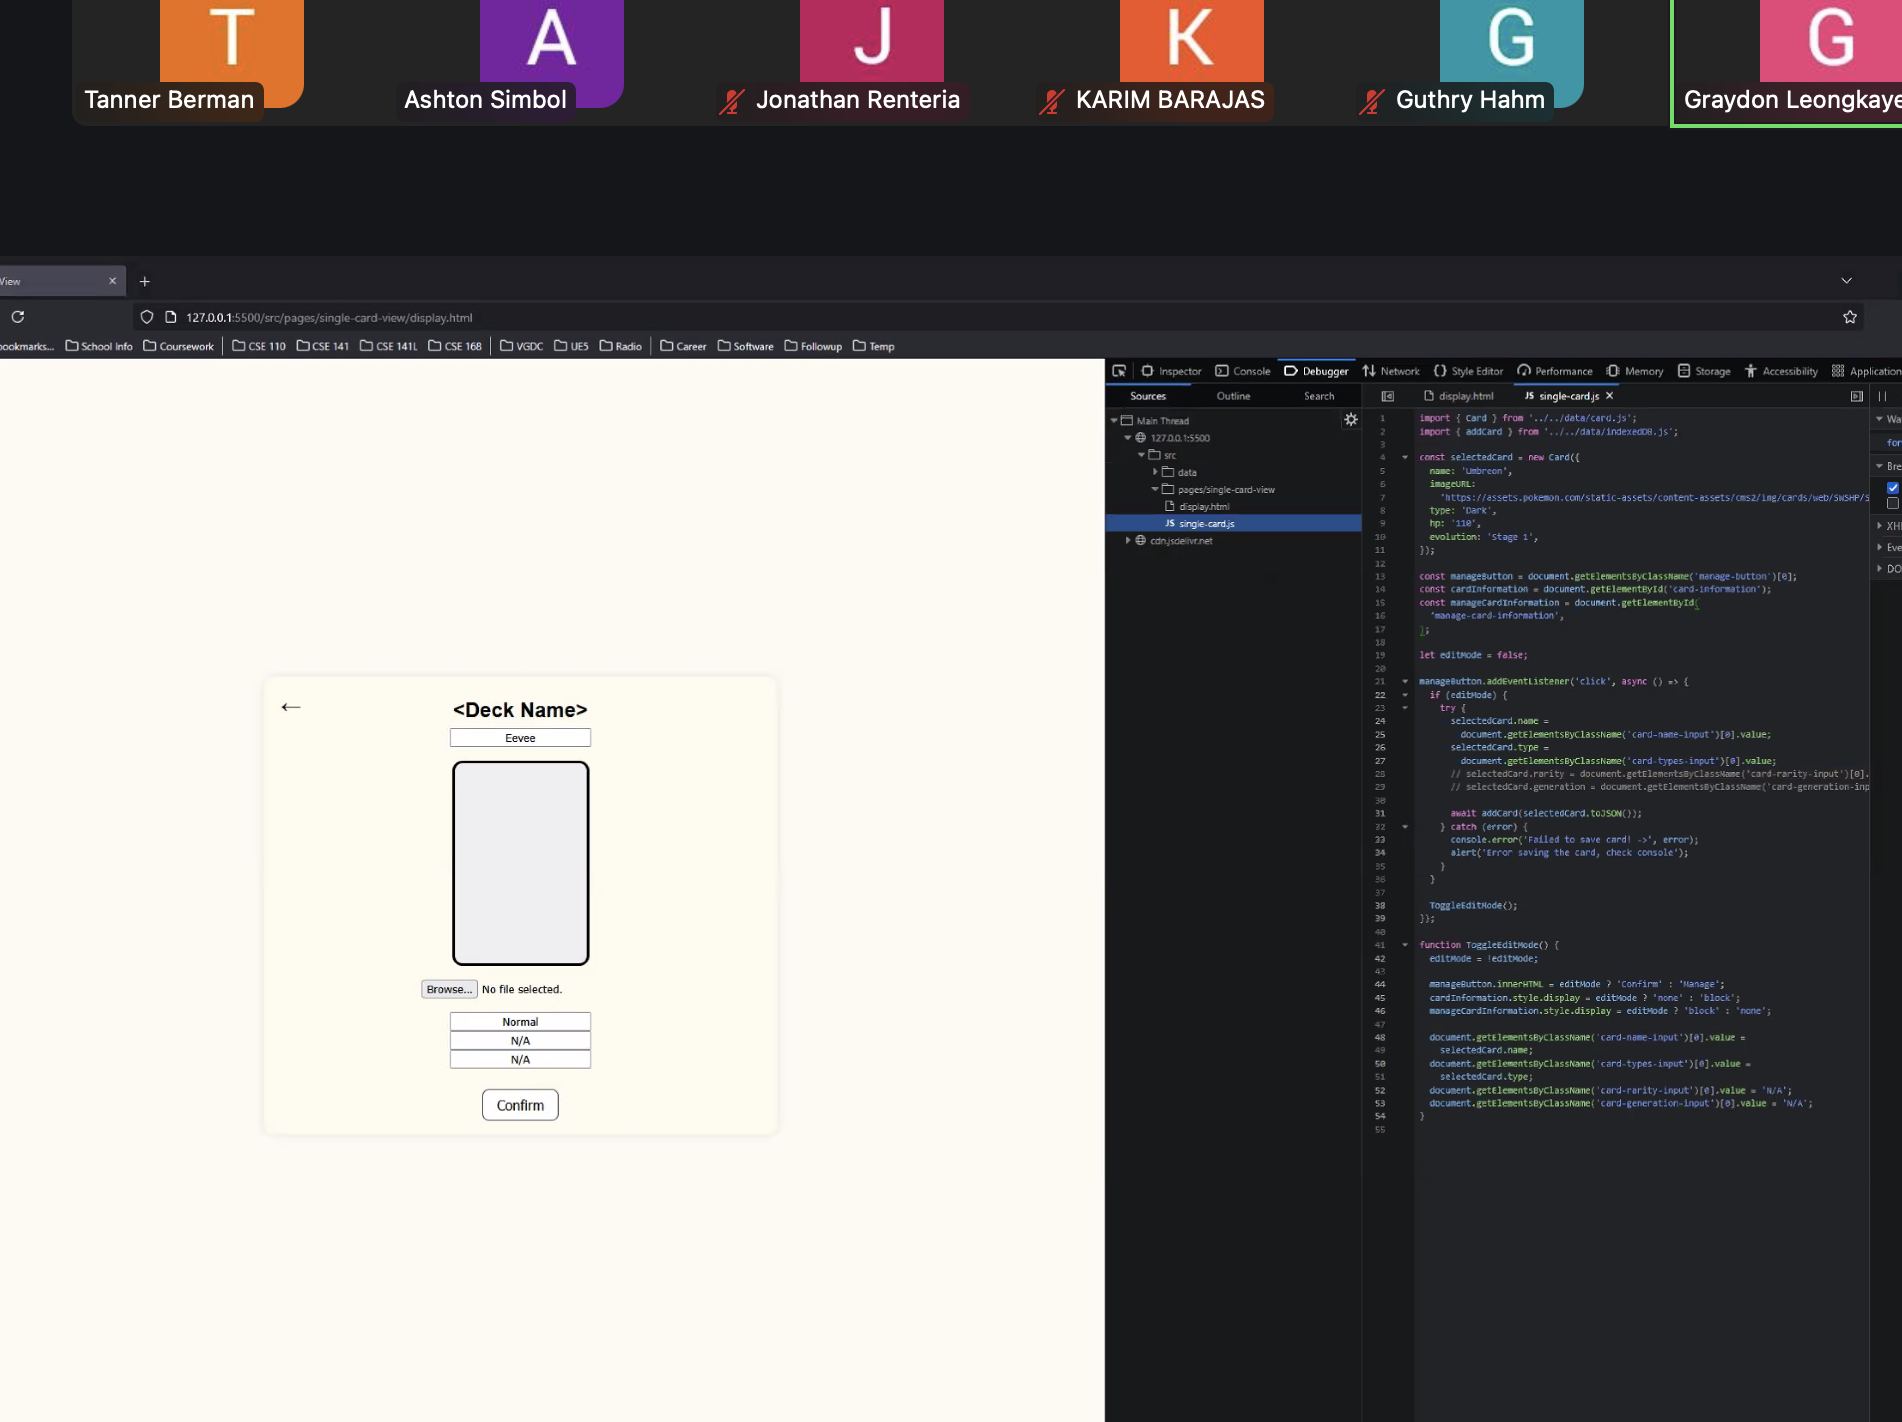 T
A
J
K
G
G
Tanner Berman
Ashton Simbol
Jonathan Renteria
KARIM BARAJAS
Guthry Hahm
Graydon Leongkaye
View
127.0.0.1:5500/src/pages/single-card-view/display.html
bookmarks... School Info Coursework CSE 110 CSE 141 CSE 141L CSE 168 VGDC UE5 Radio Career Software Followup Temp
←
<Deck Name>
Eevee
Browse... No file selected.
Normal
N/A
N/A
Confirm
Inspector Console Debugger Network Style Editor Performance Memory Storage Accessibility Application
Sources Outline Search
Main Thread
127.0.0.1:5500
src
data
pages/single-card-view
display.html
JS single-card.js
cdn.jsdelivr.net
display.html JS single-card.js
1 import { Card } from '../../data/card.js';
2 import { addCard } from '../../data/indexedDB.js';
3
4 const selectedCard = new Card({
5 name: 'Umbreon',
6 imageURL:
7 'https://assets.pokemon.com/static-assets/content-assets/cms2/img/cards/web/SWSHP/S
8 type: 'Dark',
9 hp: '110',
10 evolution: 'Stage 1',
11 });
12
13 const manageButton = document.getElementsByClassName('manage-button')[0];
14 const cardInformation = document.getElementById('card-information');
15 const manageCardInformation = document.getElementById(
16 'manage-card-information',
17 );
18
19 let editMode = false;
20
21 manageButton.addEventListener('click', async () => {
22 if (editMode) {
23 try {
24 selectedCard.name =
25 document.getElementsByClassName('card-name-input')[0].value;
26 selectedCard.type =
27 document.getElementsByClassName('card-types-input')[0].value;
28 // selectedCard.rarity = document.getElementsByClassName('card-rarity-input')[0].
29 // selectedCard.generation = document.getElementsByClassName('card-generation-inp
30
31 await addCard(selectedCard.toJSON());
32 } catch (error) {
33 console.error('Failed to save card! ->', error);
34 alert('Error saving the card, check console');
35 }
36 }
37
38 ToggleEditMode();
39 });
40
41 function ToggleEditMode() {
42 editMode = !editMode;
43
44 manageButton.innerHTML = editMode ? 'Confirm' : 'Manage';
45 cardInformation.style.display = editMode ? 'none' : 'block';
46 manageCardInformation.style.display = editMode ? 'block' : 'none';
47
48 document.getElementsByClassName('card-name-input')[0].value =
49 selectedCard.name;
50 document.getElementsByClassName('card-types-input')[0].value =
51 selectedCard.type;
52 document.getElementsByClassName('card-rarity-input')[0].value = 'N/A';
53 document.getElementsByClassName('card-generation-input')[0].value = 'N/A';
54 }
55
Wa
for
Bre
XH
Eve
DO